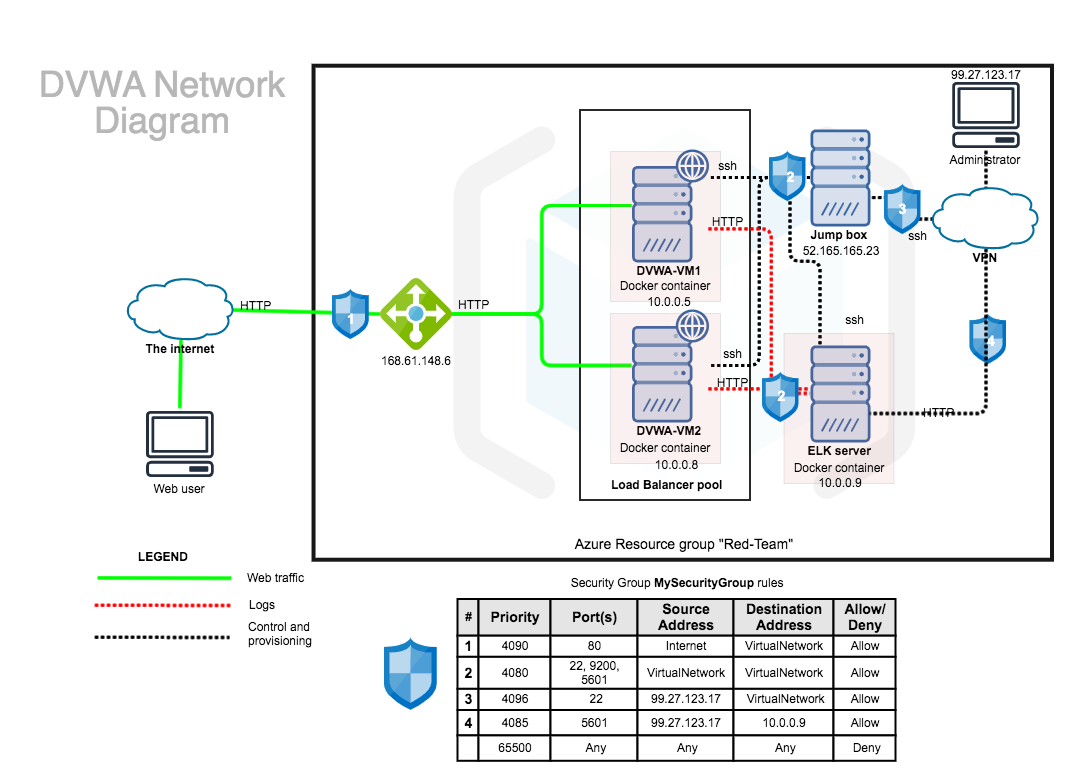 DVWA Network
Diagram
99.27.123.17
Administrator
ssh
2
3
ssh
HTTP
Jump box
52.165.165.23
VPN
DVWA-VM1
Docker container
10.0.0.5
HTTP
1
HTTP
The internet
168.61.148.6
ssh
ssh
4
HTTP
2
HTTP
DVWA-VM2
Docker container
10.0.0.8
ELK server
Docker container
10.0.0.9
Load Balancer pool
Web user
Azure Resource group "Red-Team"
LEGEND
Web traffic
Logs
Control and
provisioning
Security Group MySecurityGroup rules
# Priority Port(s) Source Address Destination Address Allow/ Deny
1 4090 80 Internet VirtualNetwork Allow
2 4080 22, 9200, 5601 VirtualNetwork VirtualNetwork Allow
3 4096 22 99.27.123.17 VirtualNetwork Allow
4 4085 5601 99.27.123.17 10.0.0.9 Allow
65500 Any Any Any Deny